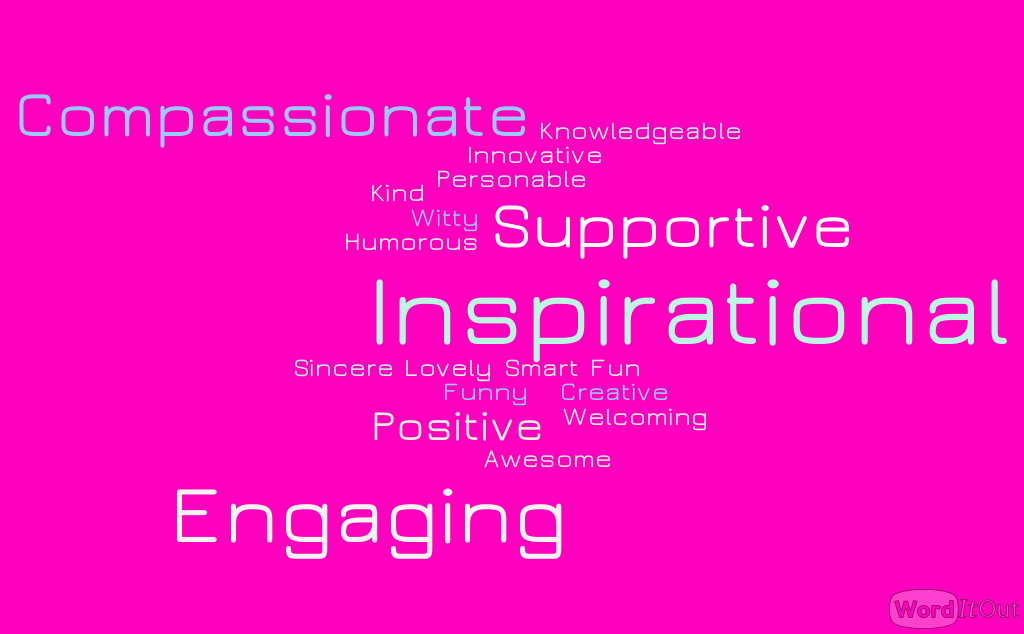 Compassionate
Knowledgeable
Innovative
Personable
Kind
Witty
Supportive
Humorous
Inspirational
Sincere Lovely Smart Fun
Funny Creative
Positive Welcoming
Awesome
Engaging
WordItOut